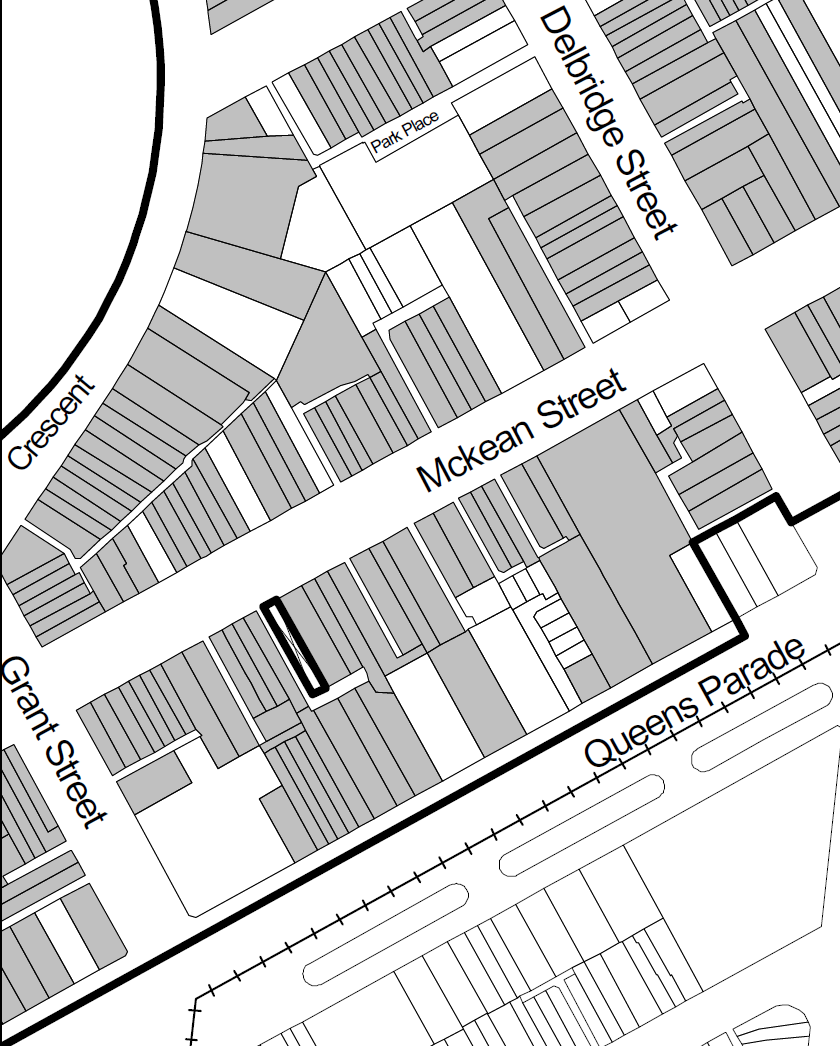 Delbridge Street
Park Place
Crescent
Mckean Street
Grant Street
Queens Parade